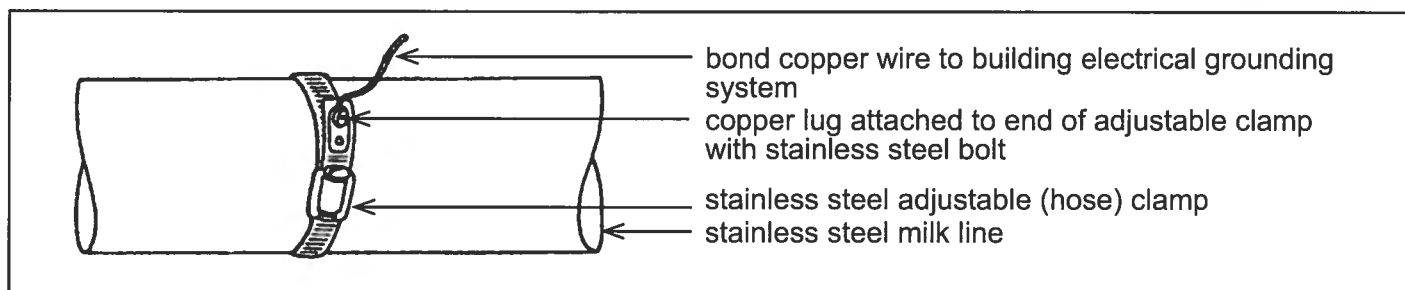 bond copper wire to building electrical grounding
system
copper lug attached to end of adjustable clamp
with stainless steel bolt
stainless steel adjustable (hose) clamp
stainless steel milk line